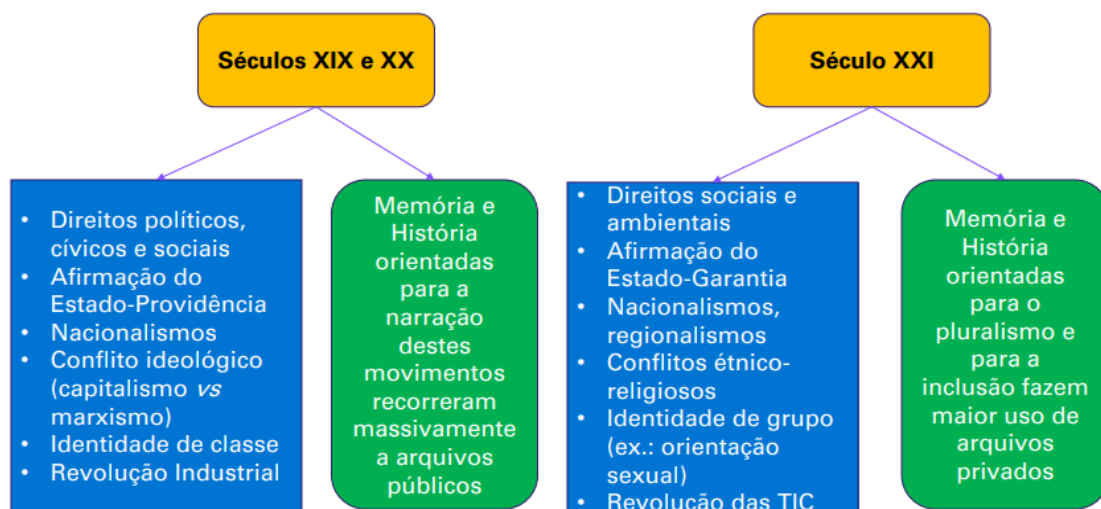 Séculos XIX e XX
• Direitos políticos,
cívicos e sociais
• Afirmação do
Estado-Providência
• Nacionalismos
• Conflito ideológico
(capitalismo vs
marxismo)
• Identidade de classe
• Revolução Industrial
Memória e
História
orientadas
para a
narração
destes
movimentos
recorreram
massivamente
a arquivos
públicos
Século XXI
• Direitos sociais e
ambientais
• Afirmação do
Estado-Garantia
• Nacionalismos,
regionalismos
• Conflitos étnico-
religiosos
• Identidade de grupo
(ex.: orientação
sexual)
• Revolução das TIC
Memória e
História
orientadas
para o
pluralismo e
para a
inclusão fazem
maior uso de
arquivos
privados